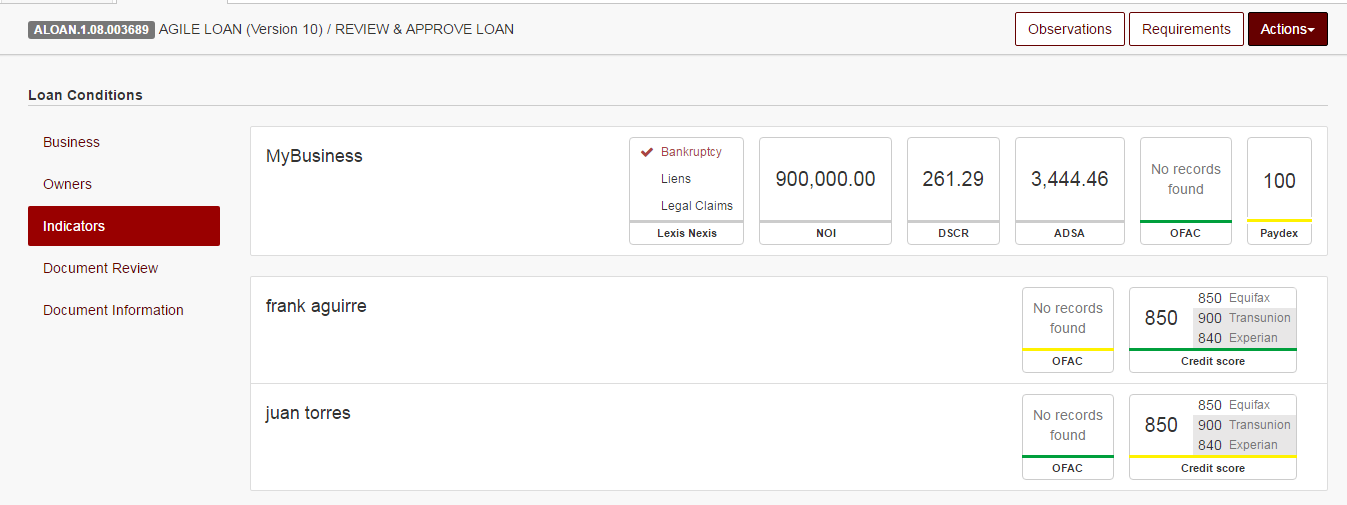 ALOAN.1.08.003689 AGILE LOAN (Version 10) / REVIEW & APPROVE LOAN
Observations
Requirements
Actions
Loan Conditions
Business
Owners
Indicators
Document Review
Document Information
MyBusiness
Bankruptcy
Liens
Legal Claims
Lexis Nexis
900,000.00
NOI
261.29
DSCR
3,444.46
ADSA
No records
found
OFAC
100
Paydex
frank aguirre
No records
found
OFAC
850
850 Equifax
900 Transunion
840 Experian
Credit score
juan torres
No records
found
OFAC
850
850 Equifax
900 Transunion
840 Experian
Credit score